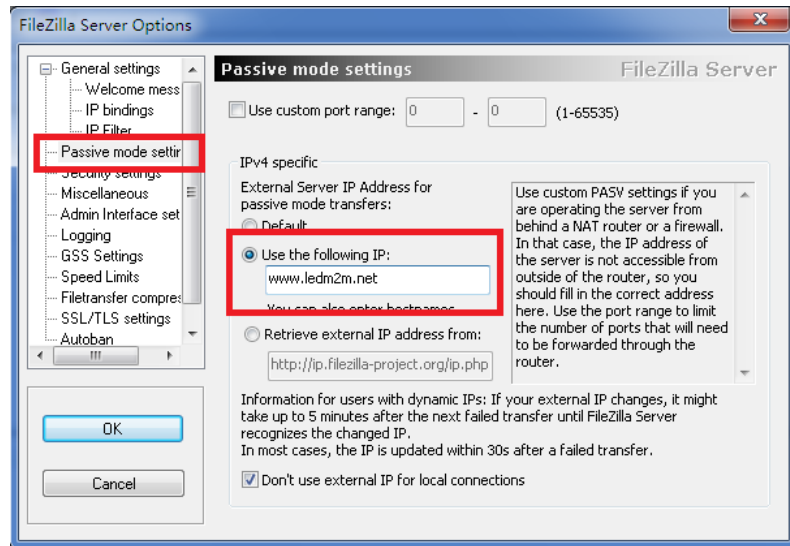 FileZilla Server Options
General settings
Welcome mess
IP bindings
IP Filter
Passive mode settir
Security settings
Miscellaneous
Admin Interface set
Logging
GSS Settings
Speed Limits
Filetransfer compres
SSL/TLS settings
Autoban
OK
Cancel
Passive mode settings
FileZilla Server
Use custom port range: 0 - 0 (1-65535)
IPv4 specific
External Server IP Address for
passive mode transfers:
Default
Use the following IP:
www.ledm2m.net
You can also enter hostnames
Retrieve external IP address from:
http://ip.filezilla-project.org/ip.php
Use custom PASV settings if you
are operating the server from
behind a NAT router or a firewall.
In that case, the IP address of
the server is not accessible from
outside of the router, so you
should fill in the correct address
here. Use the port range to limit
the number of ports that will need
to be forwarded through the
router.
Information for users with dynamic IPs: If your external IP changes, it might
take up to 5 minutes after the next failed transfer until FileZilla Server
recognizes the changed IP.
In most cases, the IP is updated within 30s after a failed transfer.
Don't use external IP for local connections